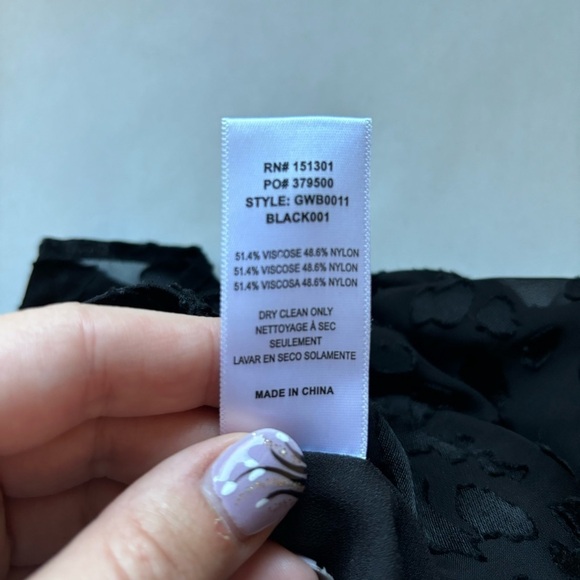 RN# 151301
PO# 379500
STYLE: GWB0011
BLACK001
51.4% VISCOSE 48.6% NYLON
51.4% VISCOSE 48.6% NYLON
51.4% VISCOSA 48.6% NYLON
DRY CLEAN ONLY
NETTOYAGE À SEC
SEULEMENT
LAVAR EN SECO SOLAMENTE
MADE IN CHINA